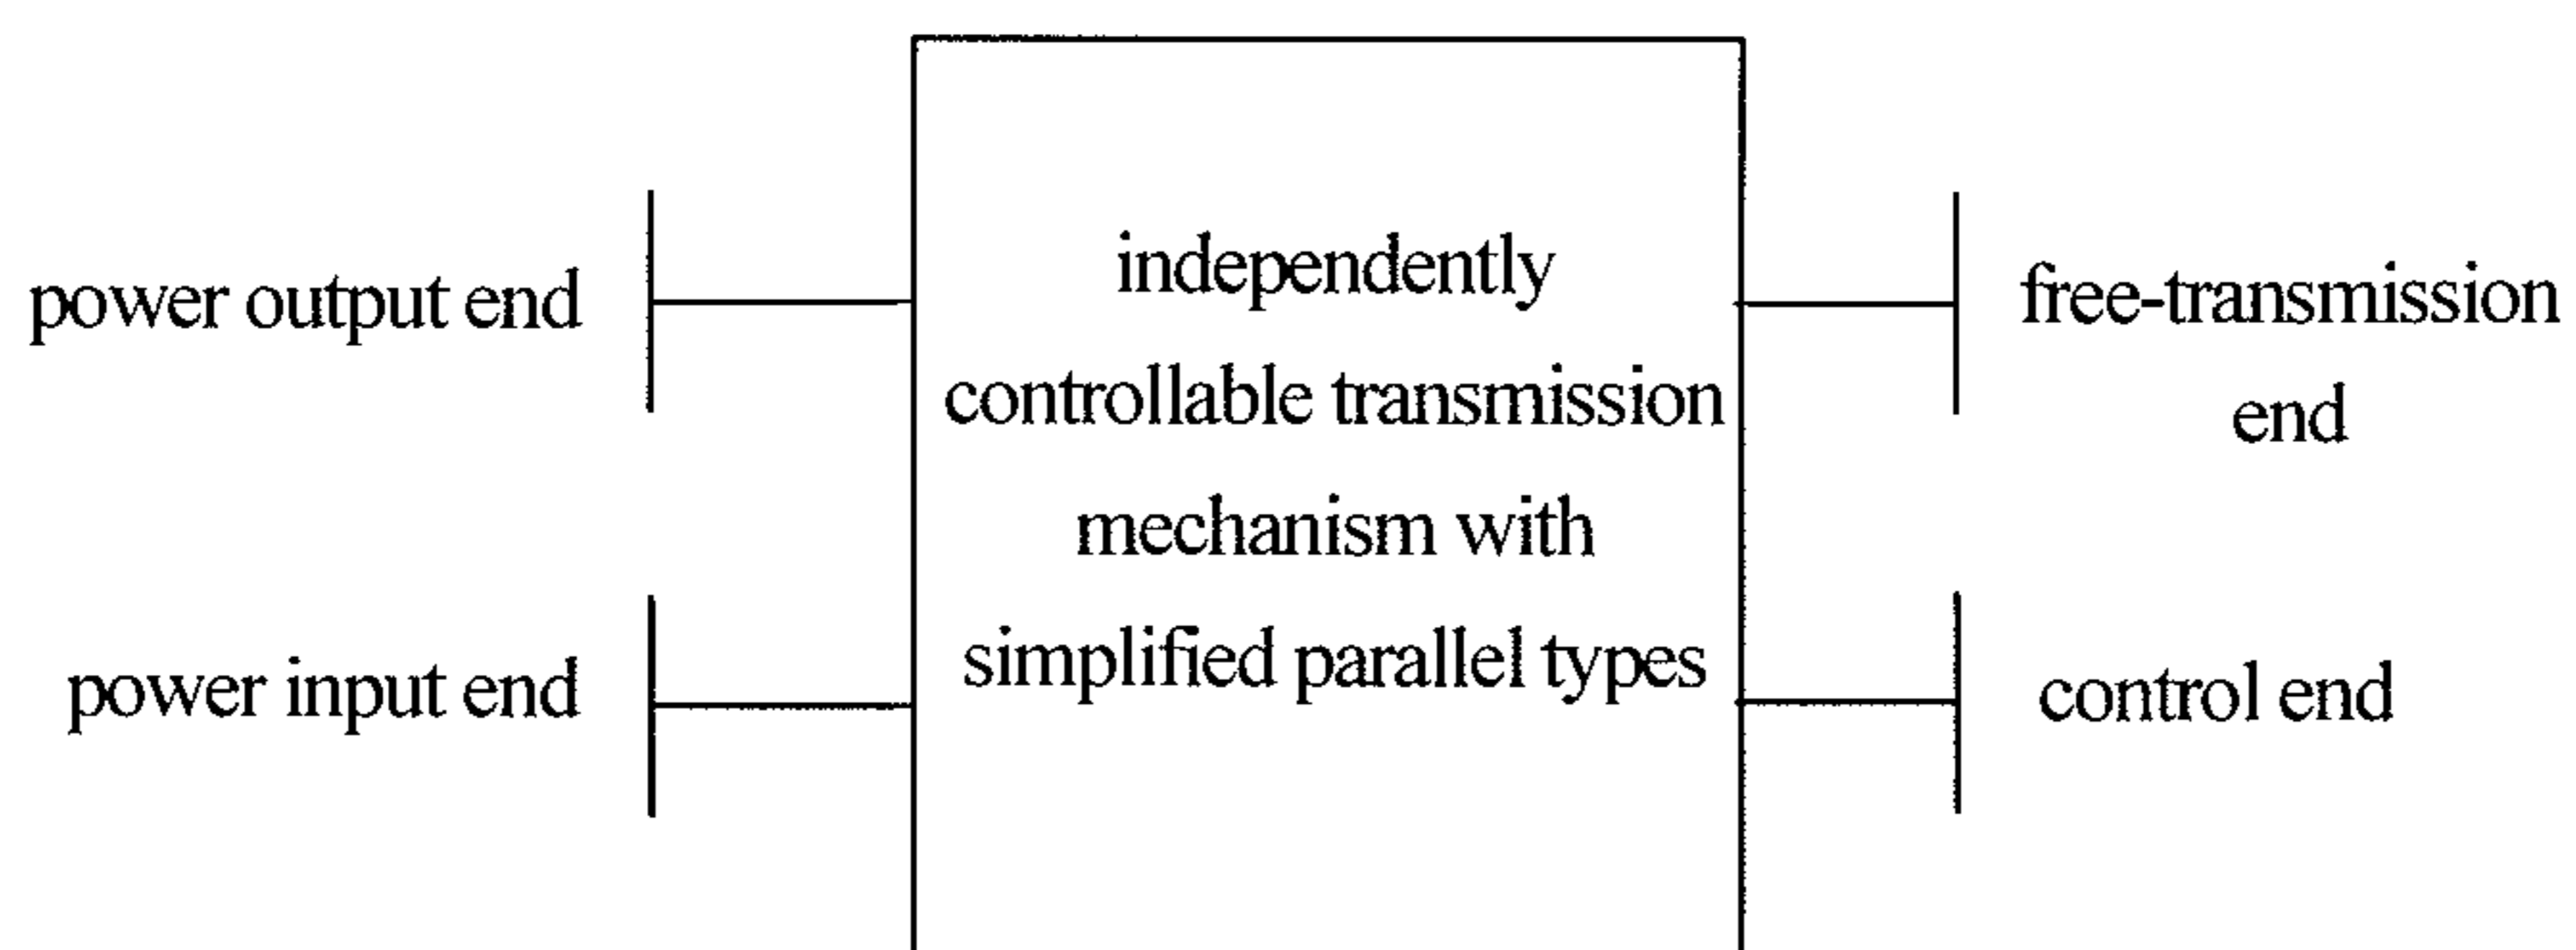 power output end
power input end
independently
controllable transmission
mechanism with
simplified parallel types
free-transmission
end
control end